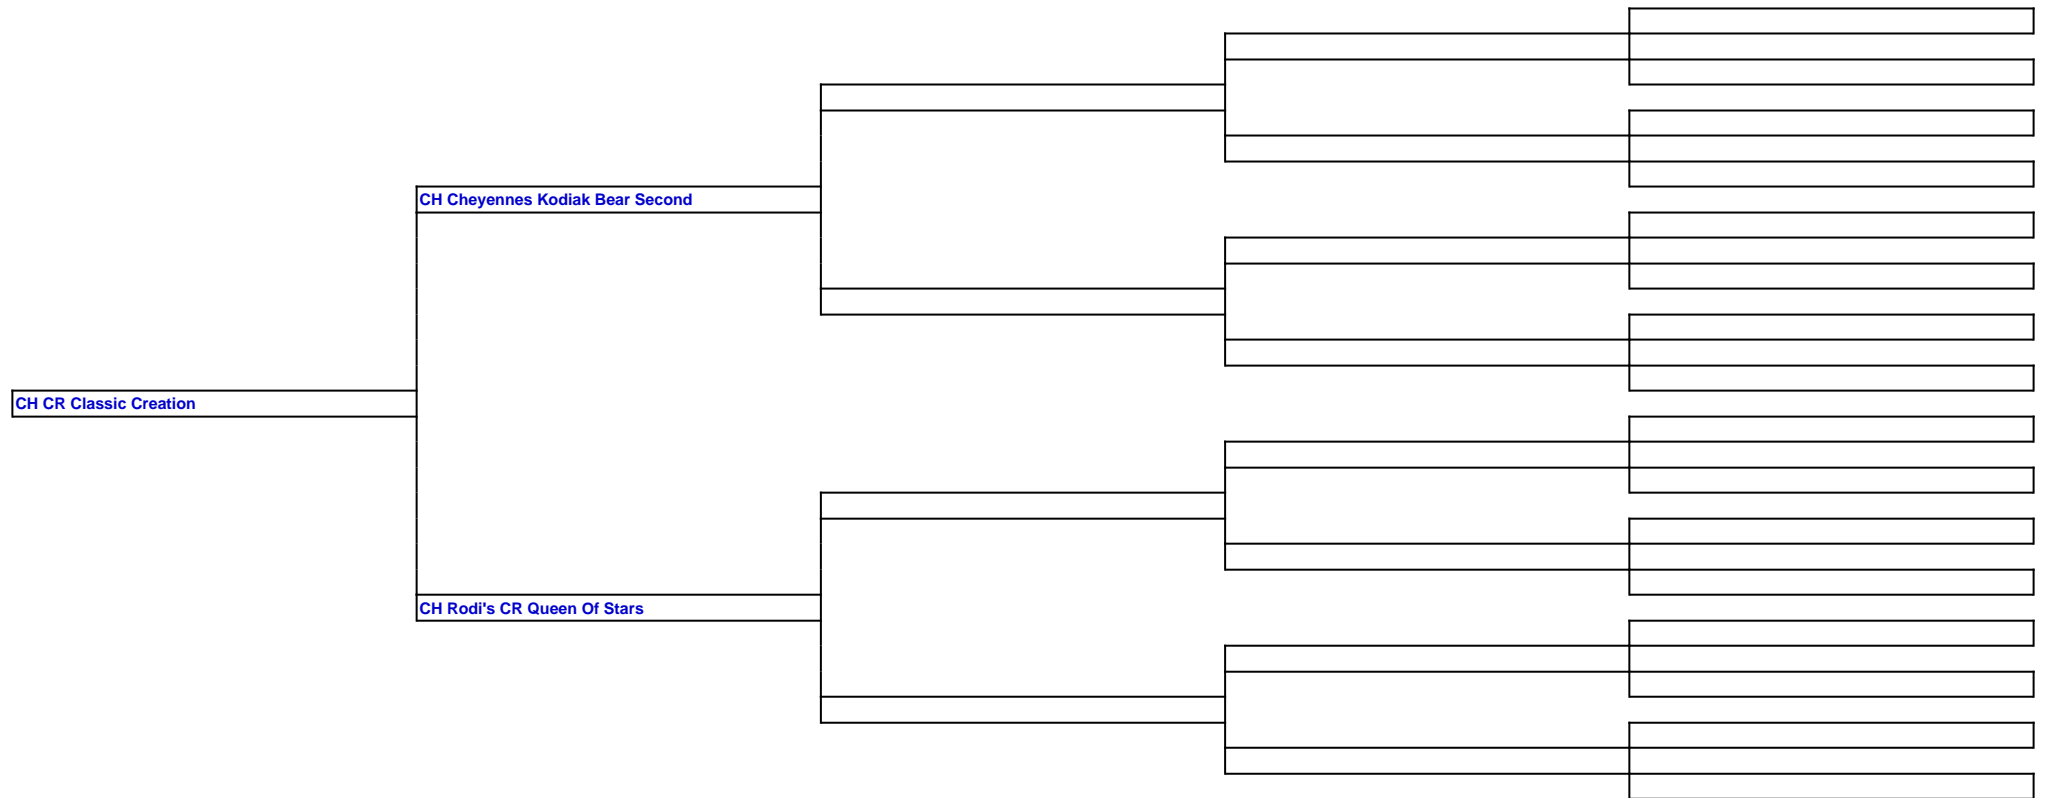 CH Cheyennes Kodiak Bear Second
CH CR Classic Creation
CH Rodi's CR Queen Of Stars